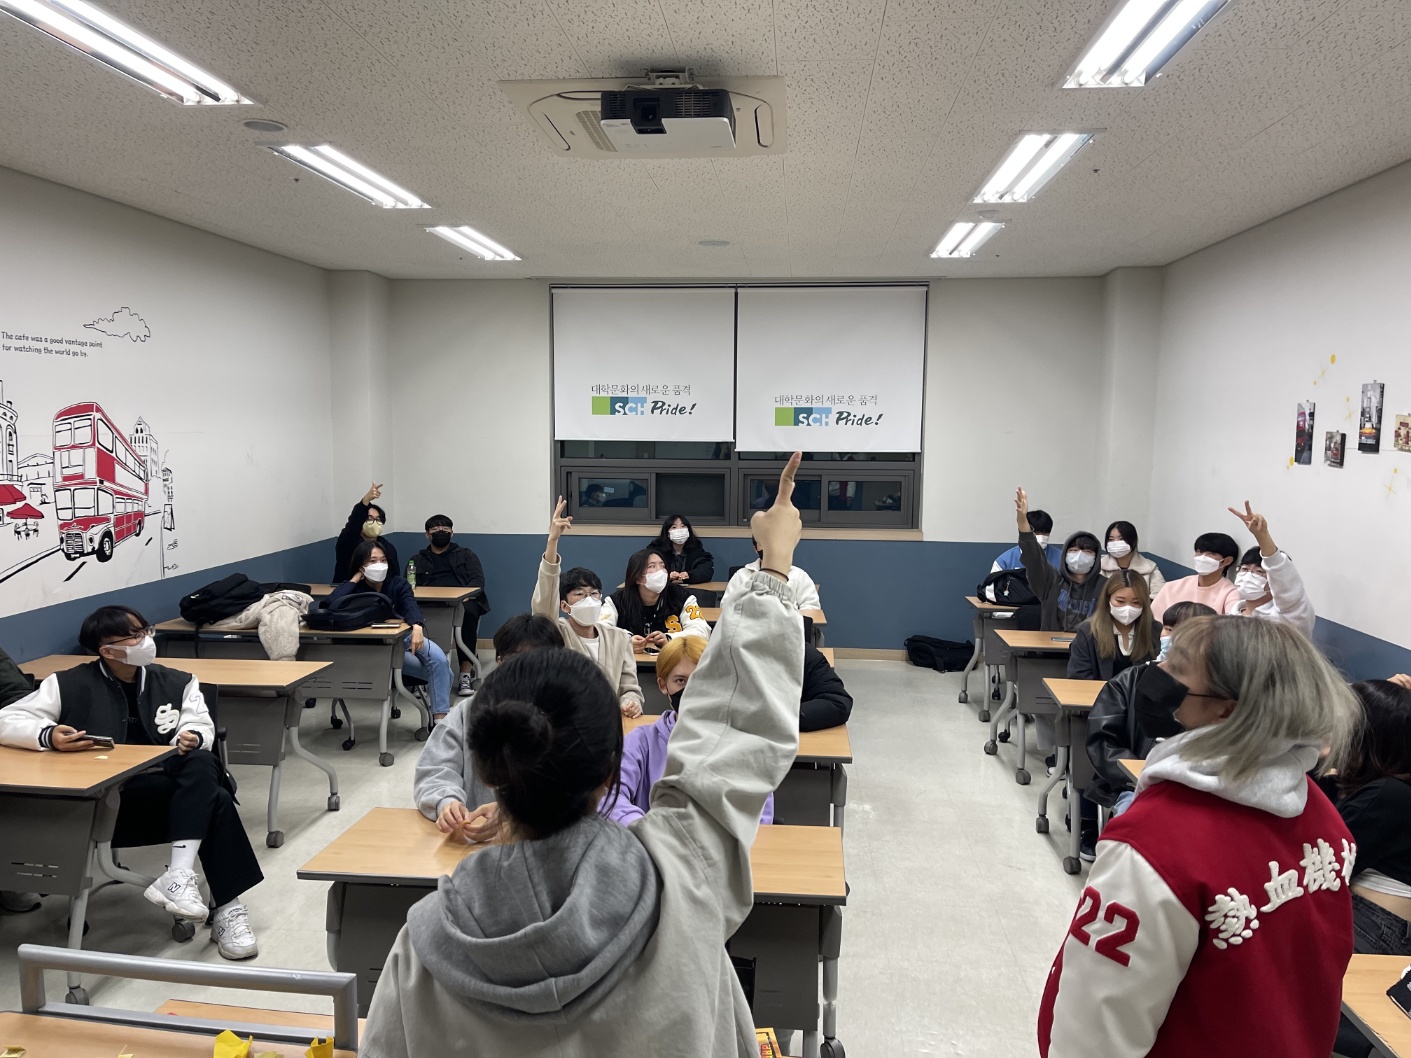 The cafe was a good vantage point
for watching the world go by.
대학문화의 새로운 품격
SCH Pride!
대학문화의 새로운 품격
SCH Pride!
22
熱血機